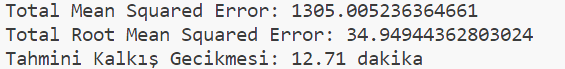 Total Mean Squared Error: 1305.005236364661
Total Root Mean Squared Error: 34.94944362803024
Tahmini Kalkış Gecikmesi: 12.71 dakika